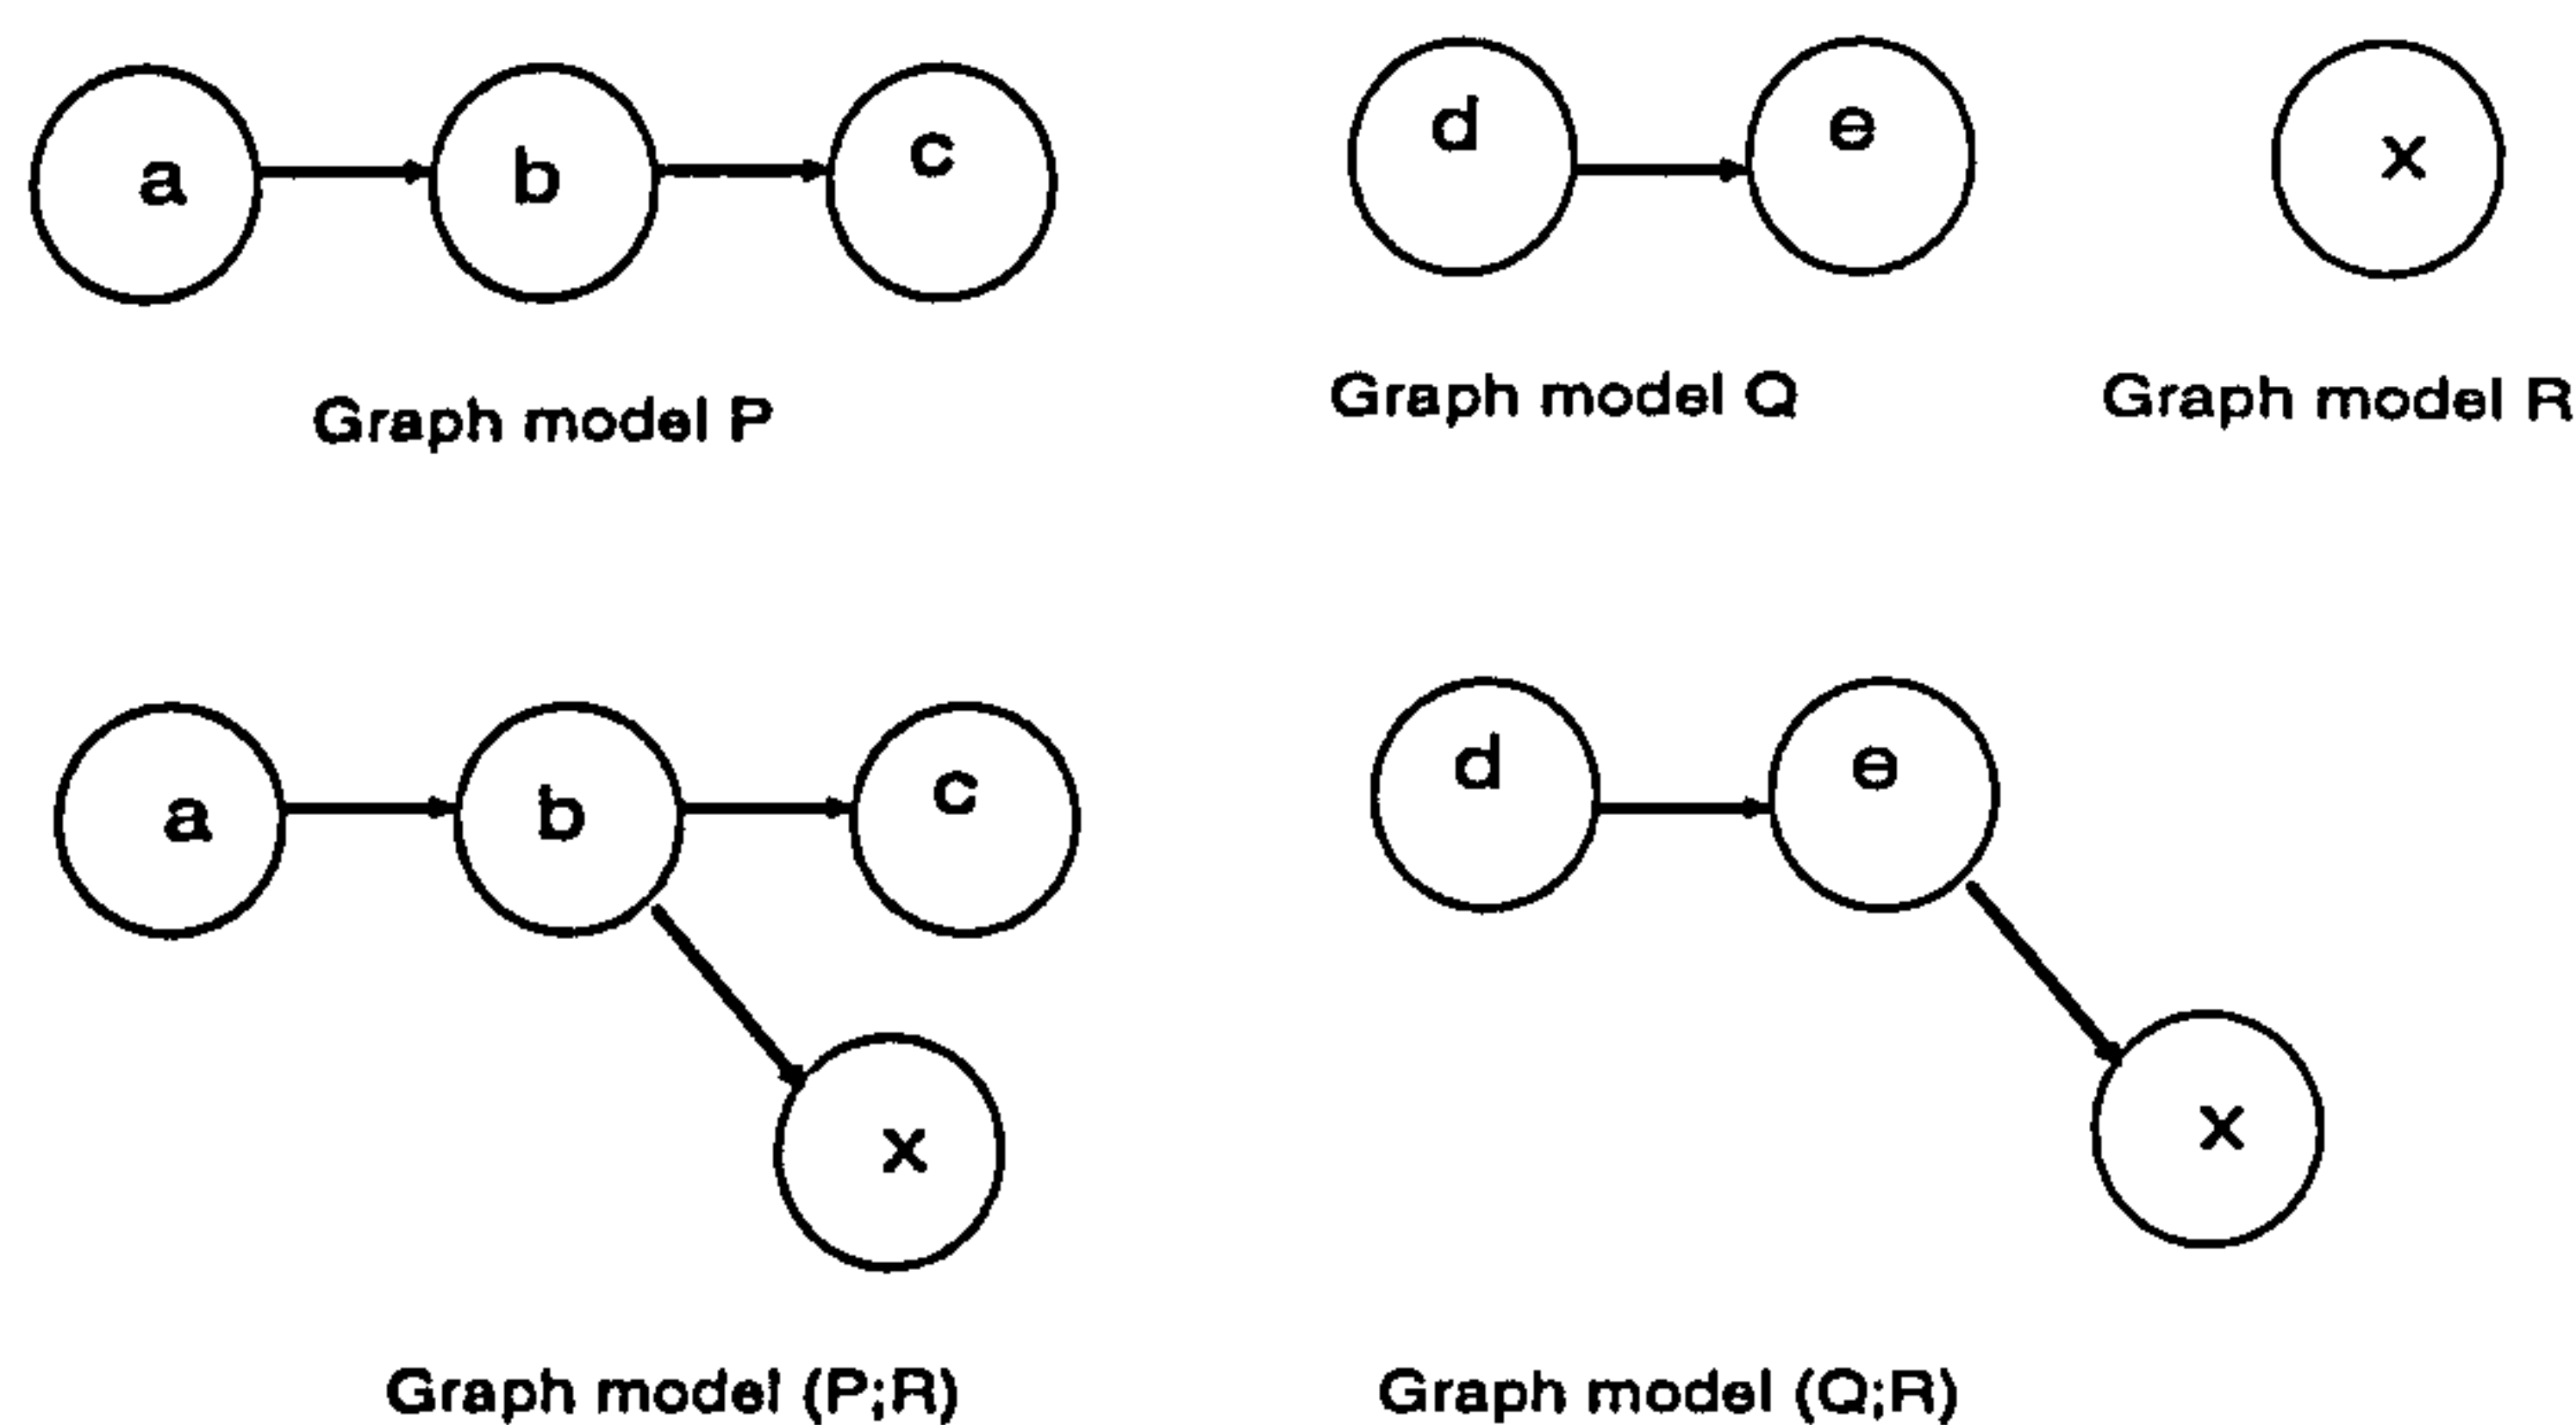 a b c
d e
x
Graph model P
Graph model Q
Graph model R
a b c
x
d e
x
Graph model (P;R)
Graph model (Q;R)